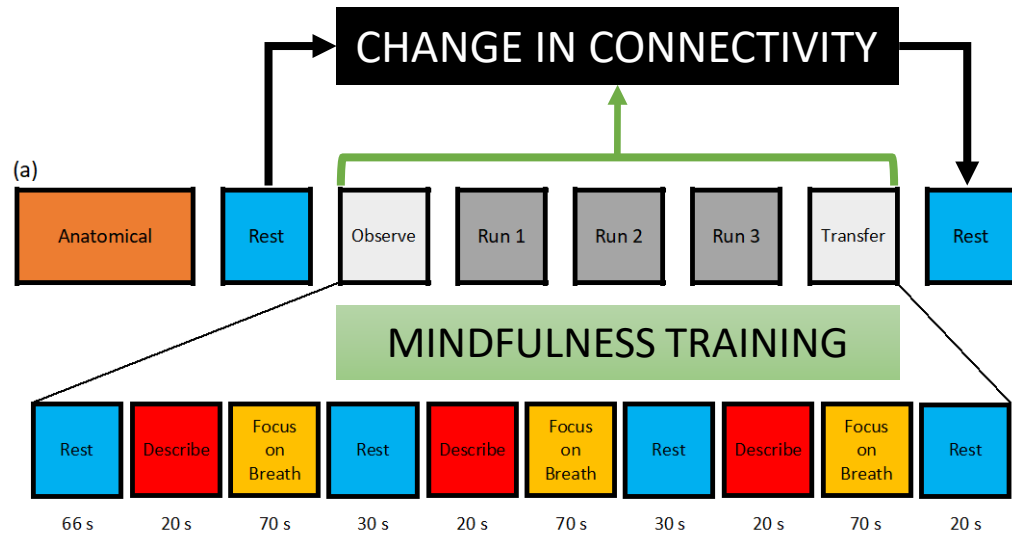 CHANGE IN CONNECTIVITY
(a)
Anatomical
Rest
Observe
Run 1
Run 2
Run 3
Transfer
Rest
MINDFULNESS TRAINING
Rest
Describe
Focus
on
Breath
Rest
Describe
Focus
on
Breath
Rest
Describe
Focus
on
Breath
Rest
66 s
20 s
70 s
30 s
20 s
70 s
30 s
20 s
70 s
20 s